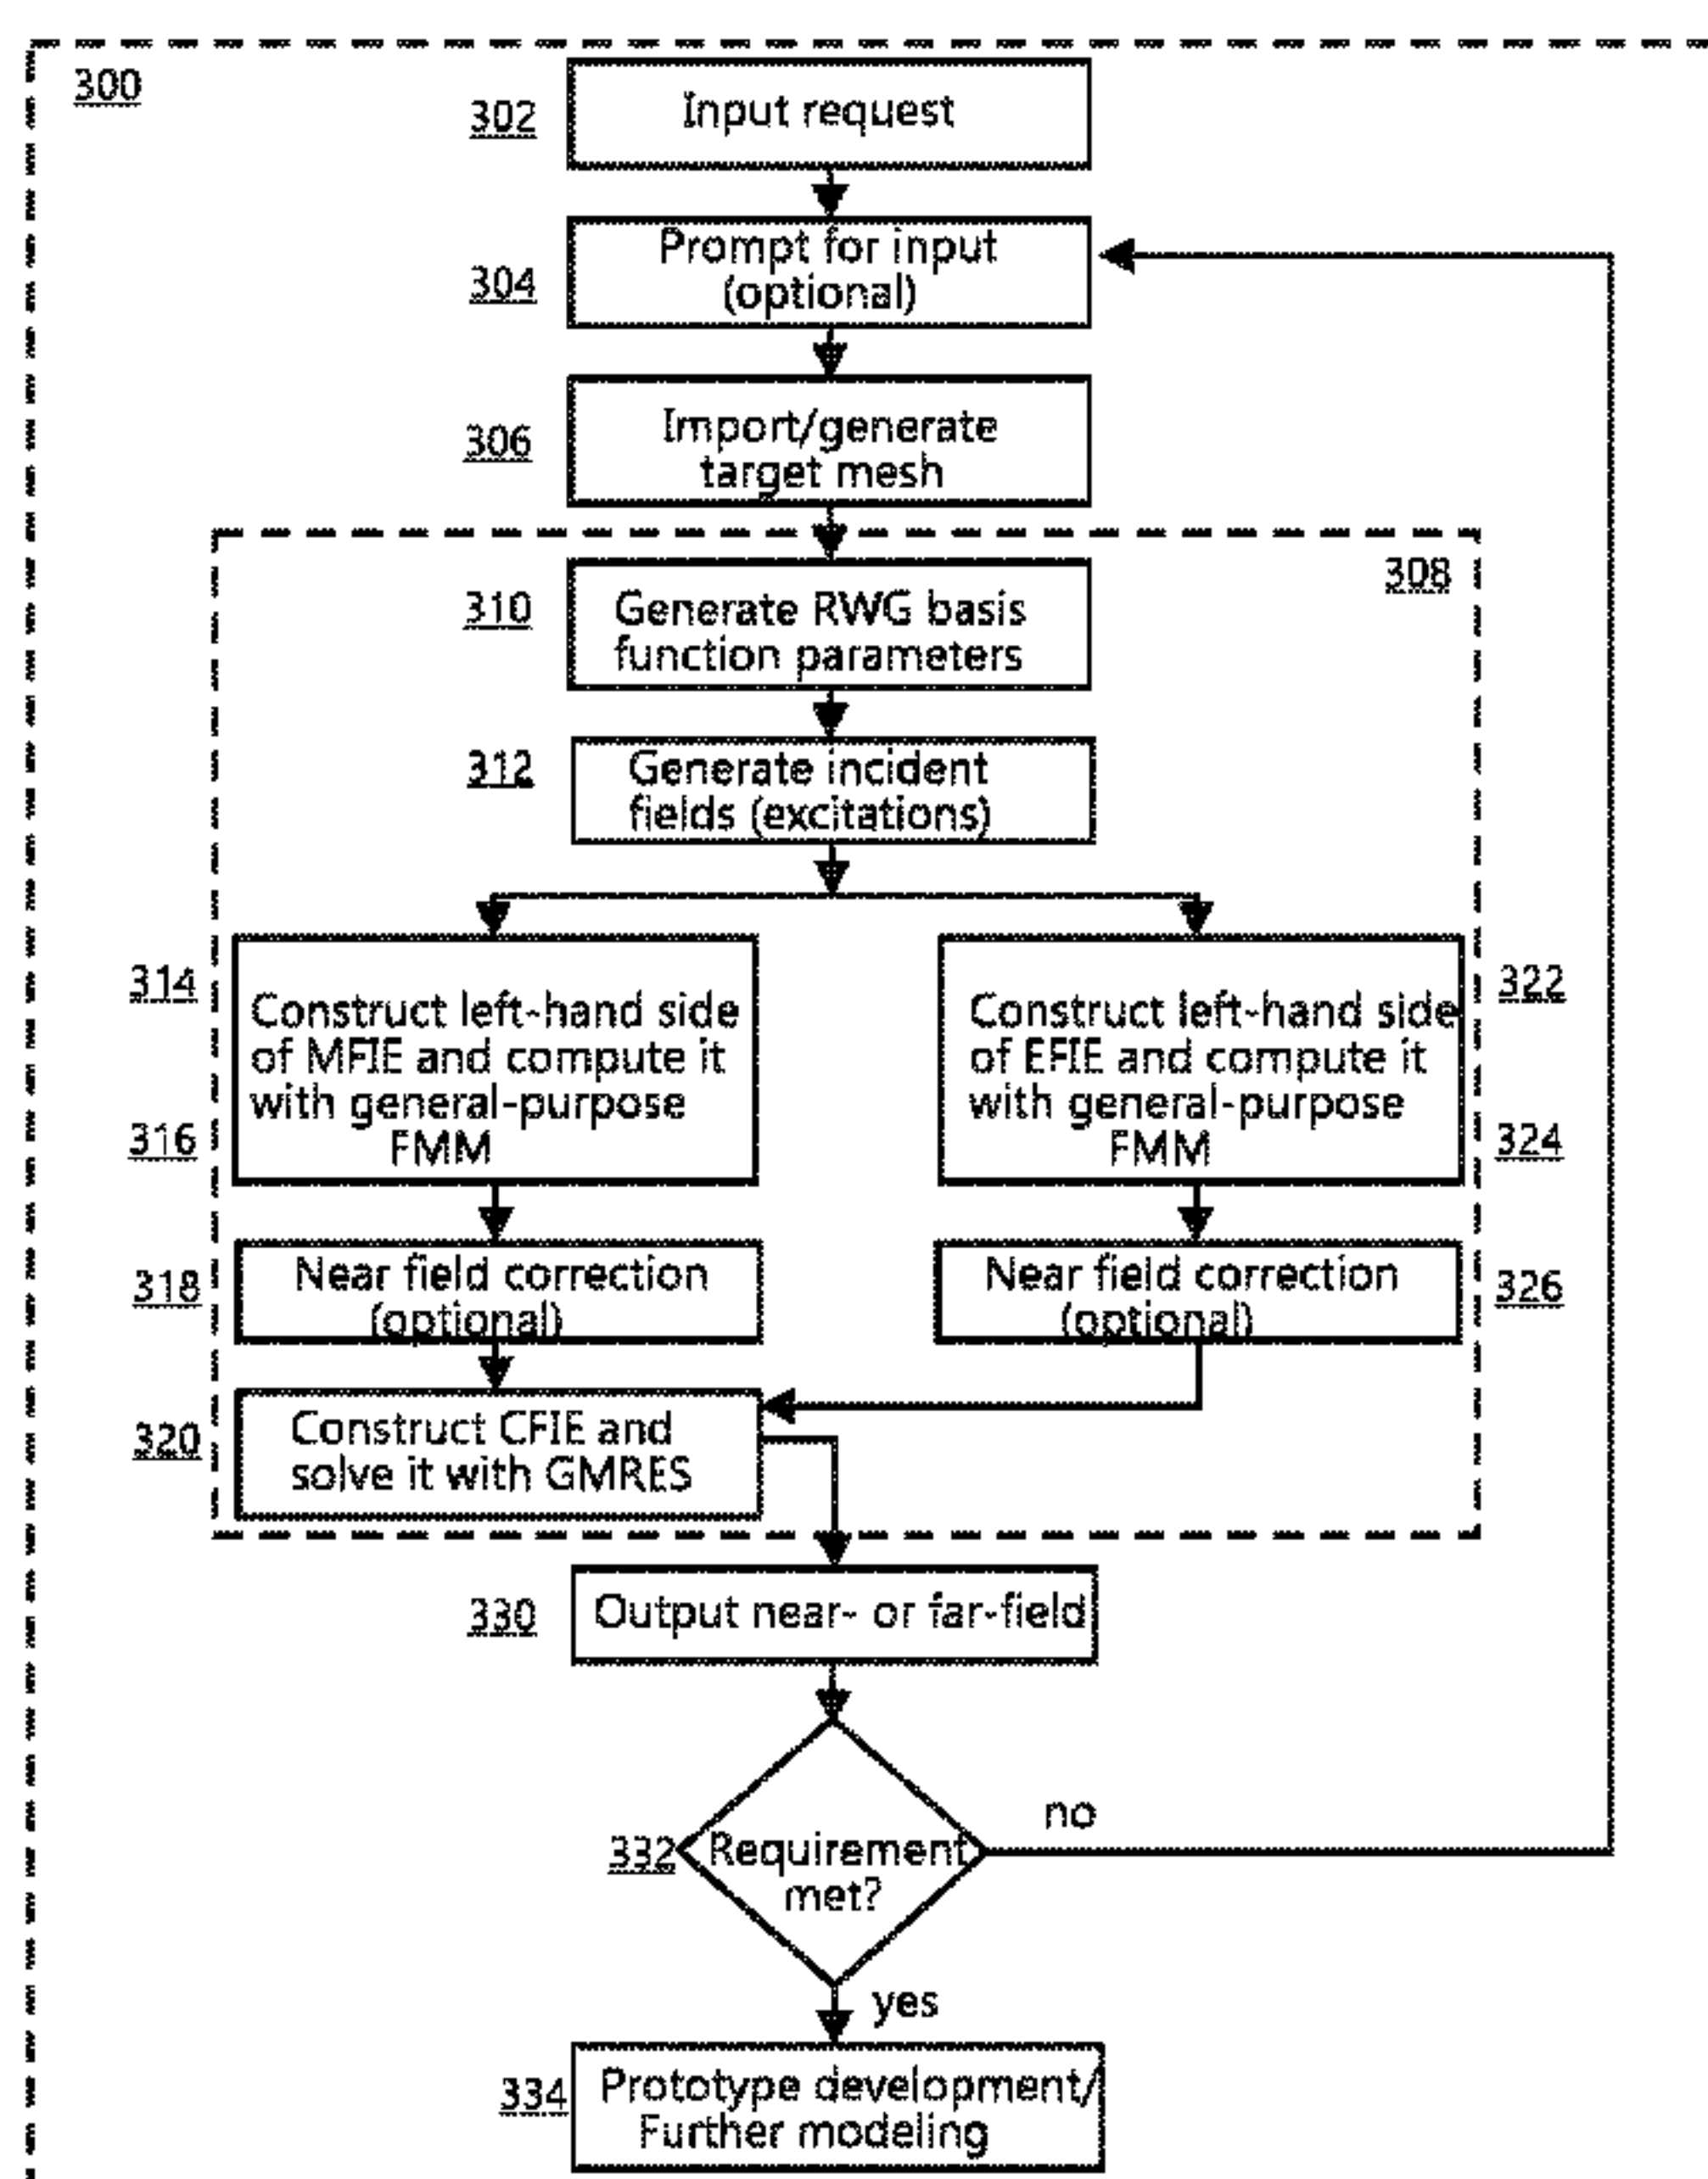 300
302
Input request
304
Prompt for input
(optional)
306
Import/generate
target mesh
308
310
Generate RWG basis
function parameters
312
Generate incident
fields (excitations)
314
Construct left-hand side
of MFIE and compute it
with general-purpose
FMM
316
322
Construct left-hand side
of EFIE and compute it
with general-purpose
FMM
324
318
Near field correction
(optional)
326
Near field correction
(optional)
320
Construct CFIE and
solve it with GMRES
330
Output near- or far-field
332
Requirement
met?
no
yes
334
Prototype development/
Further modeling